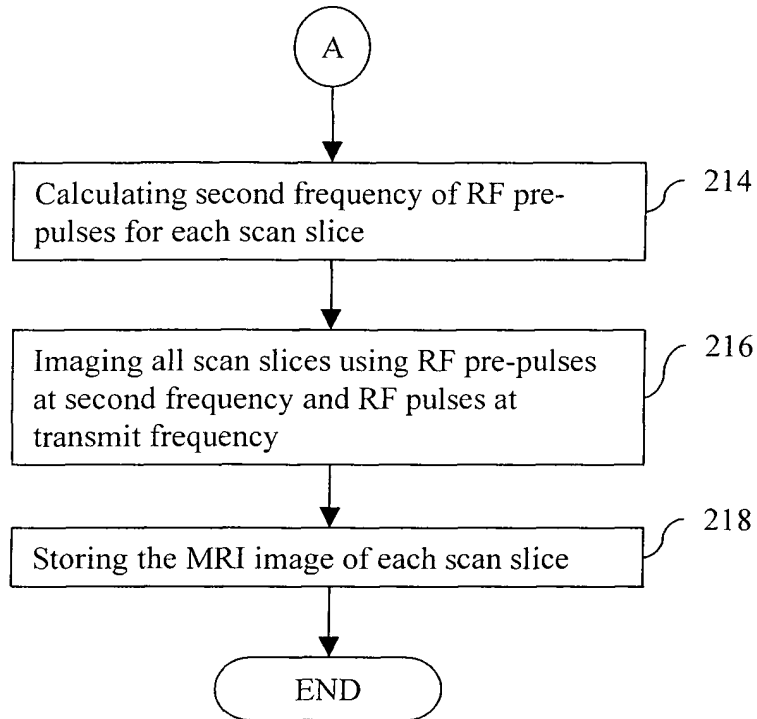 A
Calculating second frequency of RF pre-
pulses for each scan slice
214
Imaging all scan slices using RF pre-pulses
at second frequency and RF pulses at
transmit frequency
216
Storing the MRI image of each scan slice
218
END